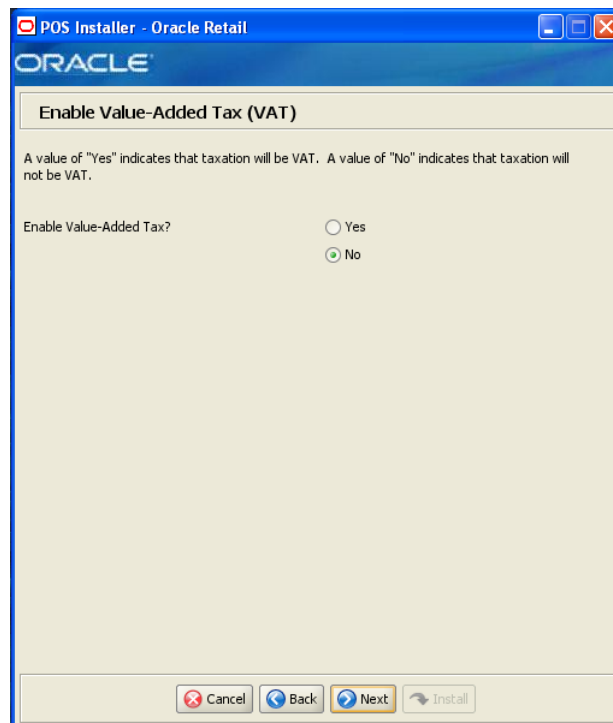 POS Installer - Oracle Retail
ORACLE
Enable Value-Added Tax (VAT)
A value of "Yes" indicates that taxation will be VAT. A value of "No" indicates that taxation will
not be VAT.
Enable Value-Added Tax? Yes
No
Cancel Back Next Install